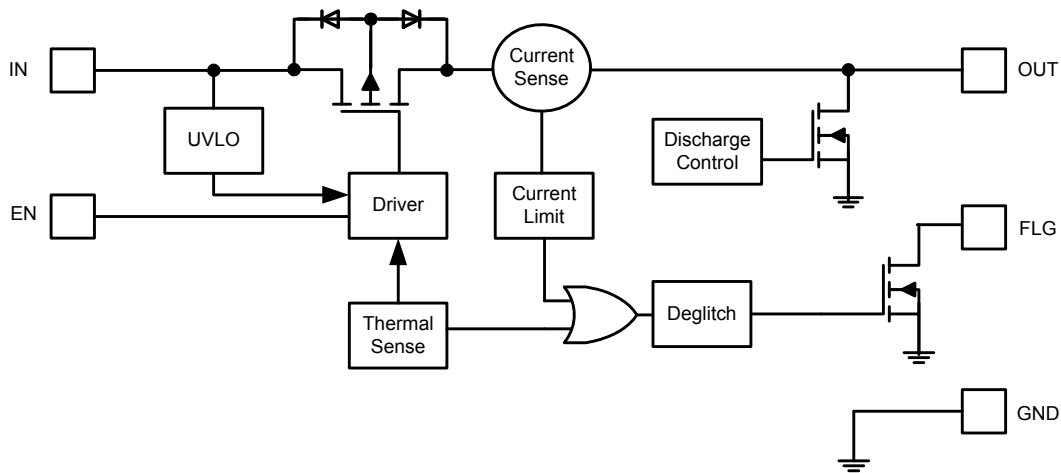 IN
Current
Sense
OUT
UVLO
Discharge
Control
EN
Driver
Current
Limit
FLG
Thermal
Sense
Deglitch
GND